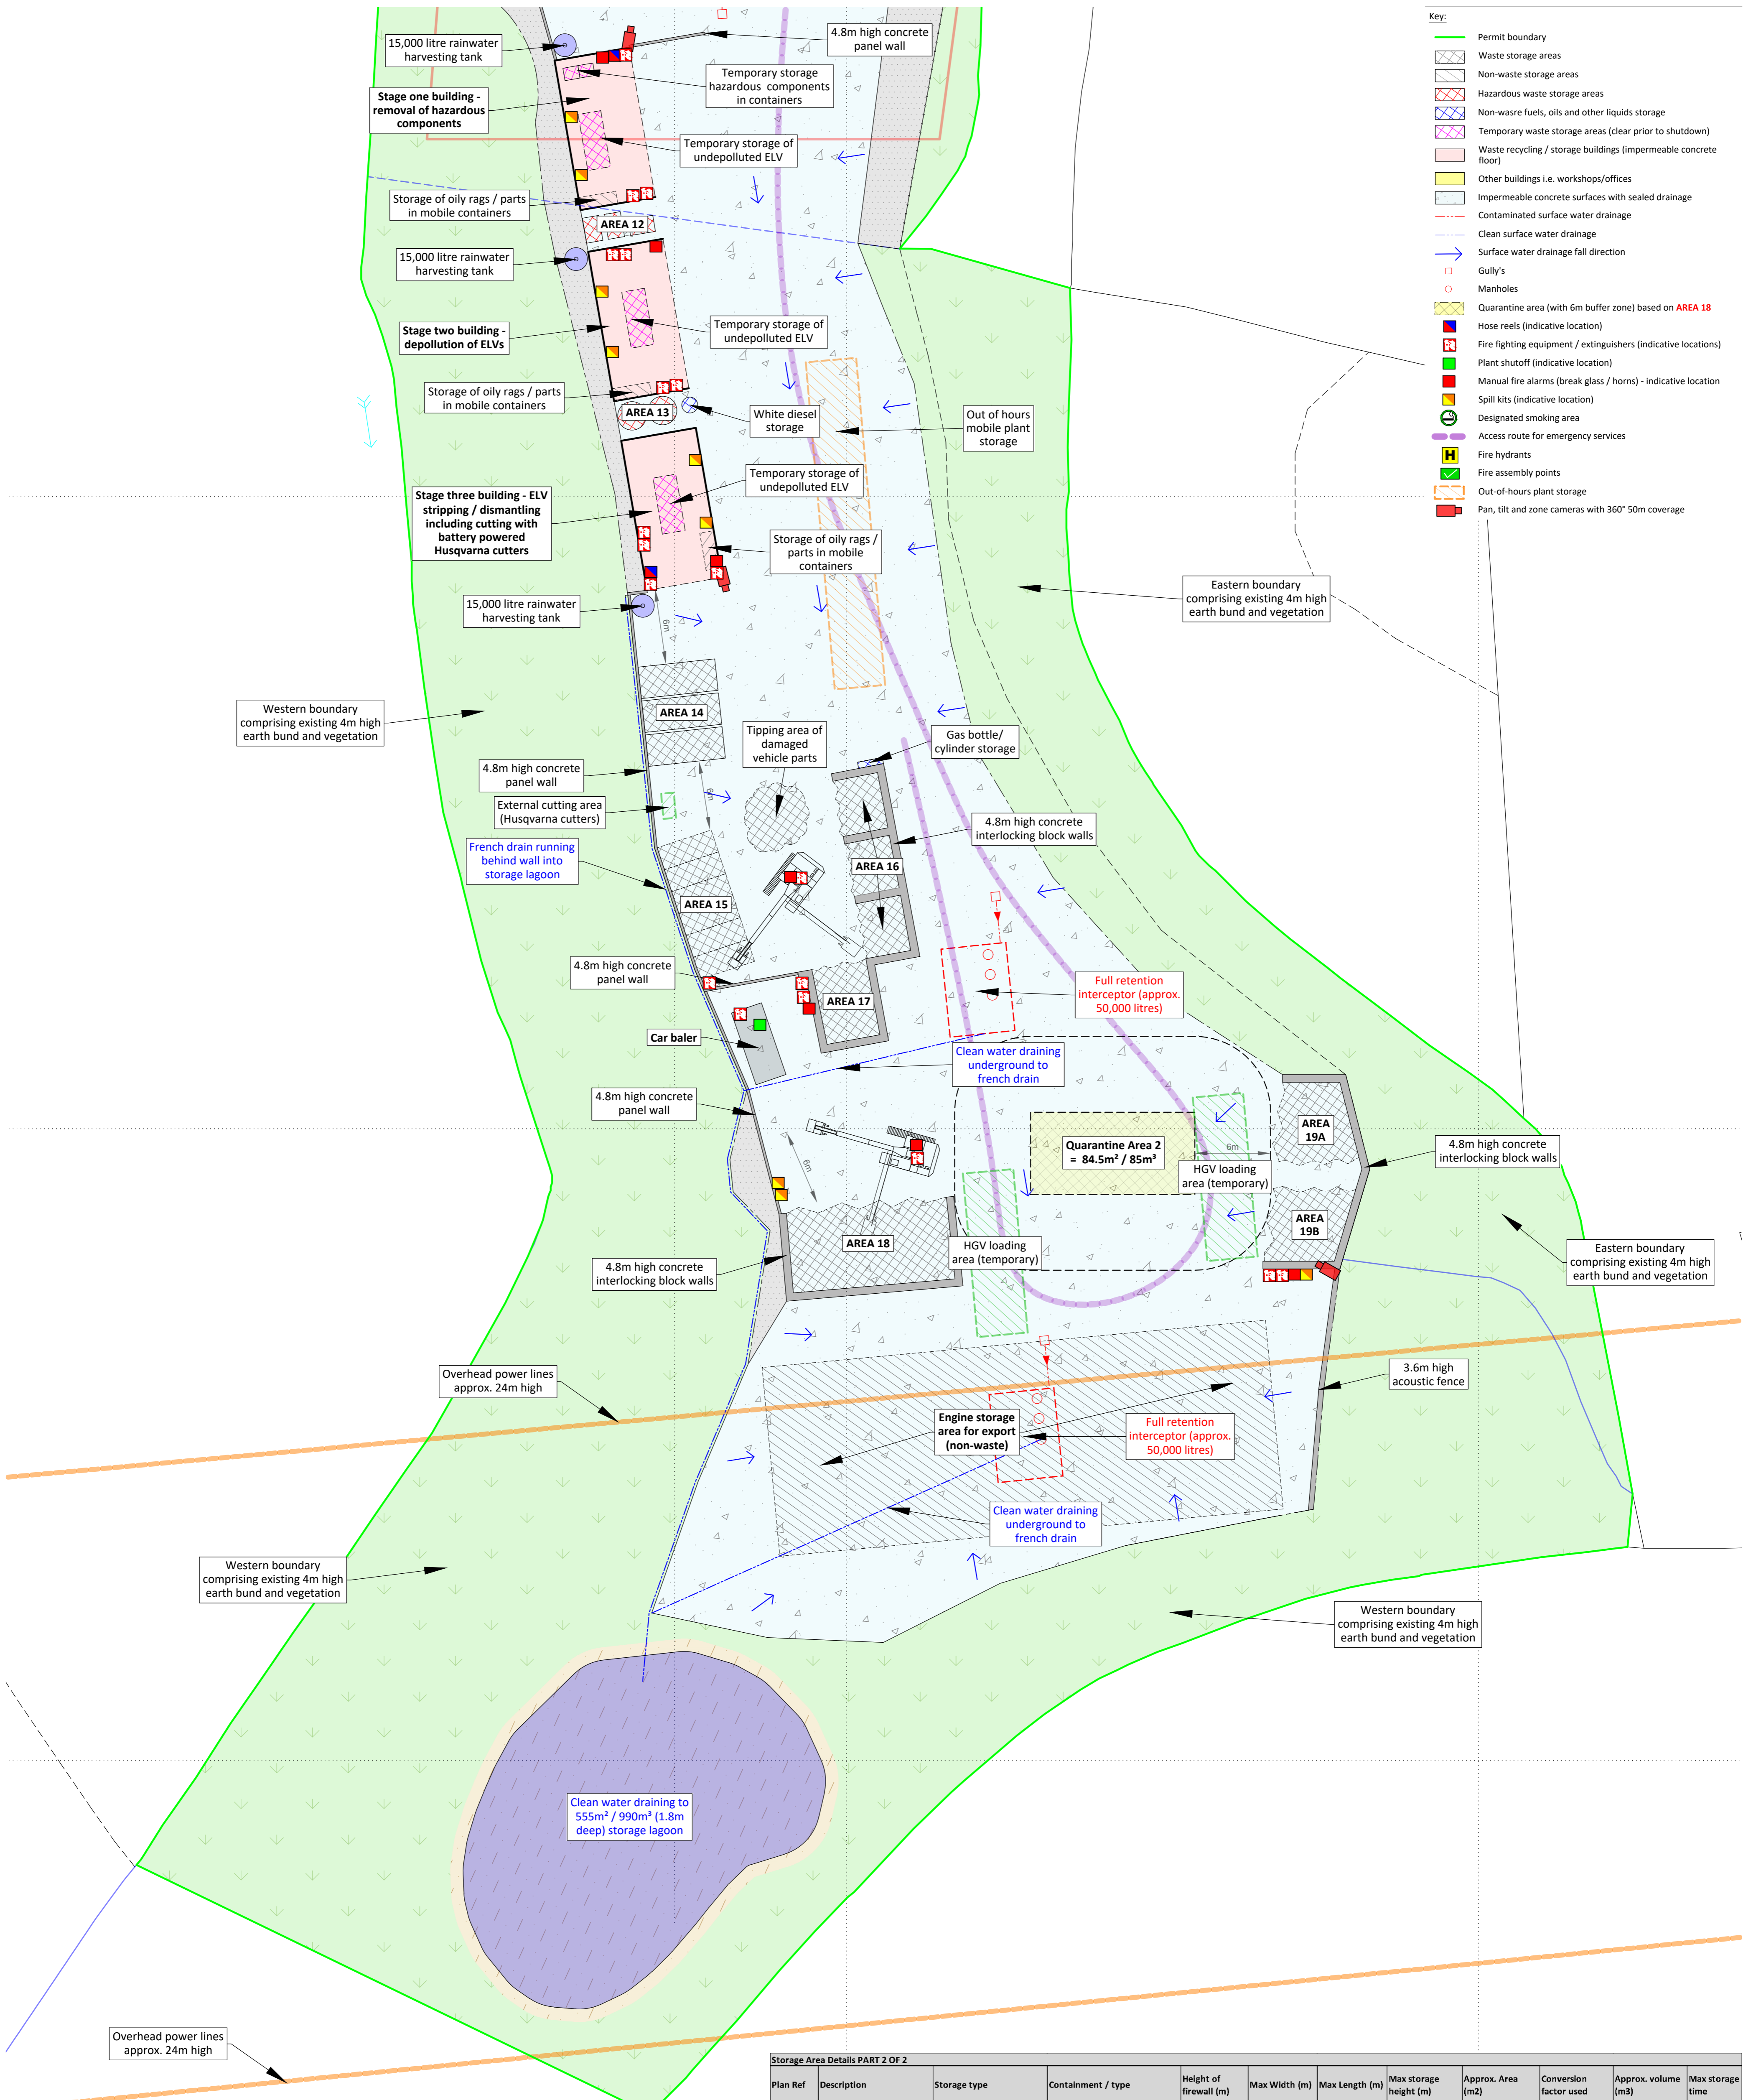 Key:
Permit boundary
Waste storage areas
Non-waste storage areas
Hazardous waste storage areas
Non-wasre fuels, oils and other liquids storage
Temporary waste storage areas (clear prior to shutdown)
Waste recycling / storage buildings (impermeable concrete
floor)
Other buildings i.e. workshops/offices
Impermeable concrete surfaces with sealed drainage
Contaminated surface water drainage
Clean surface water drainage
Surface water drainage fall direction
Gully's
Manholes
Quarantine area (with 6m buffer zone) based on AREA 18
Hose reels (indicative location)
Fire fighting equipment / extinguishers (indicative locations)
Plant shutoff (indicative location)
Manual fire alarms (break glass / horns) - indicative location
Spill kits (indicative location)
Designated smoking area
Access route for emergency services
H
Fire hydrants
Fire assembly points
Out-of-hours plant storage
Pan, tilt and zone cameras with 360° 50m coverage
15,000 litre rainwater
harvesting tank
4.8m high concrete
panel wall
Temporary storage
hazardous components
in containers
Stage one building -
removal of hazardous
components
Temporary storage of
undepolluted ELV
Storage of oily rags / parts
in mobile containers
AREA 12
15,000 litre rainwater
harvesting tank
Stage two building -
depollution of ELVs
Temporary storage of
undepolluted ELV
Storage of oily rags / parts
in mobile containers
AREA 13
White diesel
storage
Out of hours
mobile plant
storage
Temporary storage of
undepolluted ELV
Stage three building - ELV
stripping / dismantling
including cutting with
battery powered
Husqvarna cutters
Storage of oily rags /
parts in mobile
containers
Eastern boundary
comprising existing 4m high
earth bund and vegetation
15,000 litre rainwater
harvesting tank
6m
Western boundary
comprising existing 4m high
earth bund and vegetation
AREA 14
Tipping area of
damaged
vehicle parts
Gas bottle/
cylinder storage
4.8m high concrete
panel wall
6m
External cutting area
(Husqvarna cutters)
4.8m high concrete
interlocking block walls
French drain running
behind wall into
storage lagoon
AREA 16
AREA 15
4.8m high concrete
panel wall
AREA 17
Full retention
interceptor (approx.
50,000 litres)
Car baler
Clean water draining
underground to
french drain
4.8m high concrete
panel wall
6m
Quarantine Area 2
= 84.5m² / 85m³
6m
HGV loading
area (temporary)
AREA
19A
4.8m high concrete
interlocking block walls
AREA
19B
AREA 18
HGV loading
area (temporary)
Eastern boundary
comprising existing 4m high
earth bund and vegetation
4.8m high concrete
interlocking block walls
Overhead power lines
approx. 24m high
3.6m high
acoustic fence
Engine storage
area for export
(non-waste)
Full retention
interceptor (approx.
50,000 litres)
Clean water draining
underground to
french drain
Western boundary
comprising existing 4m high
earth bund and vegetation
Western boundary
comprising existing 4m high
earth bund and vegetation
Clean water draining to
555m² / 990m³ (1.8m
deep) storage lagoon
Overhead power lines
approx. 24m high
Storage Area Details PART 2 OF 2
Plan Ref Description Storage type Containment / type Height of firewall (m) Max Width (m) Max Length (m) Max storage height (m) Approx. Area (m2) Conversion factor used Approx. volume (m3) Max storage time